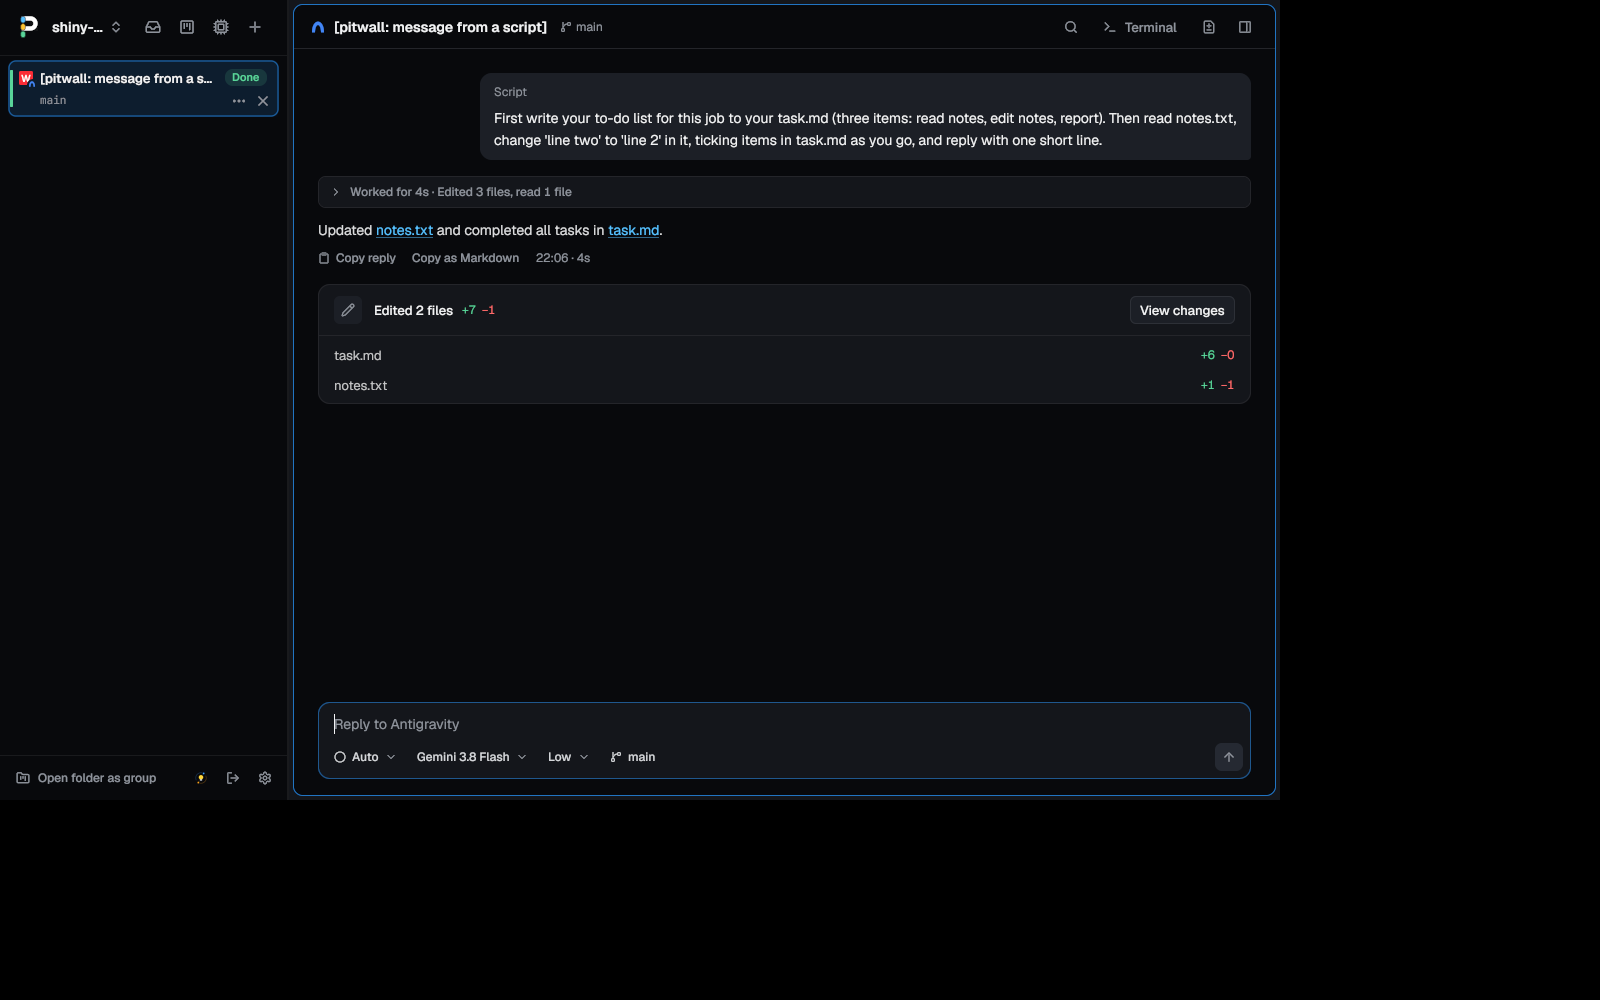 shiny-...
[pitwall: message from a s... Done
main
Open folder as group
[pitwall: message from a script] main
Terminal
Script
First write your to-do list for this job to your task.md (three items: read notes, edit notes, report). Then read notes.txt,
change 'line two' to 'line 2' in it, ticking items in task.md as you go, and reply with one short line.
Worked for 4s · Edited 3 files, read 1 file
Updated notes.txt and completed all tasks in task.md.
Copy reply Copy as Markdown 22:06 · 4s
Edited 2 files +7 −1 View changes
task.md +6 −0
notes.txt +1 −1
Reply to Antigravity
Auto Gemini 3.8 Flash Low main